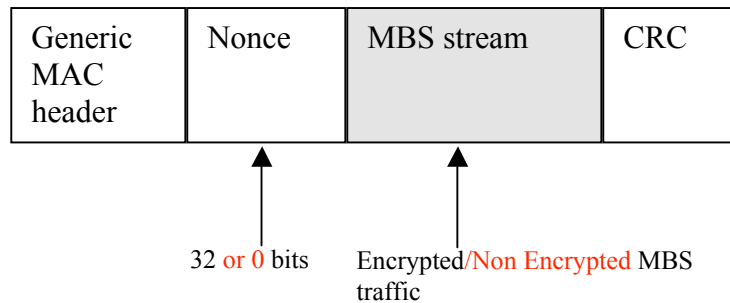 Generic MAC header
Nonce
MBS stream
CRC
32 or 0 bits
Encrypted/Non Encrypted MBS traffic